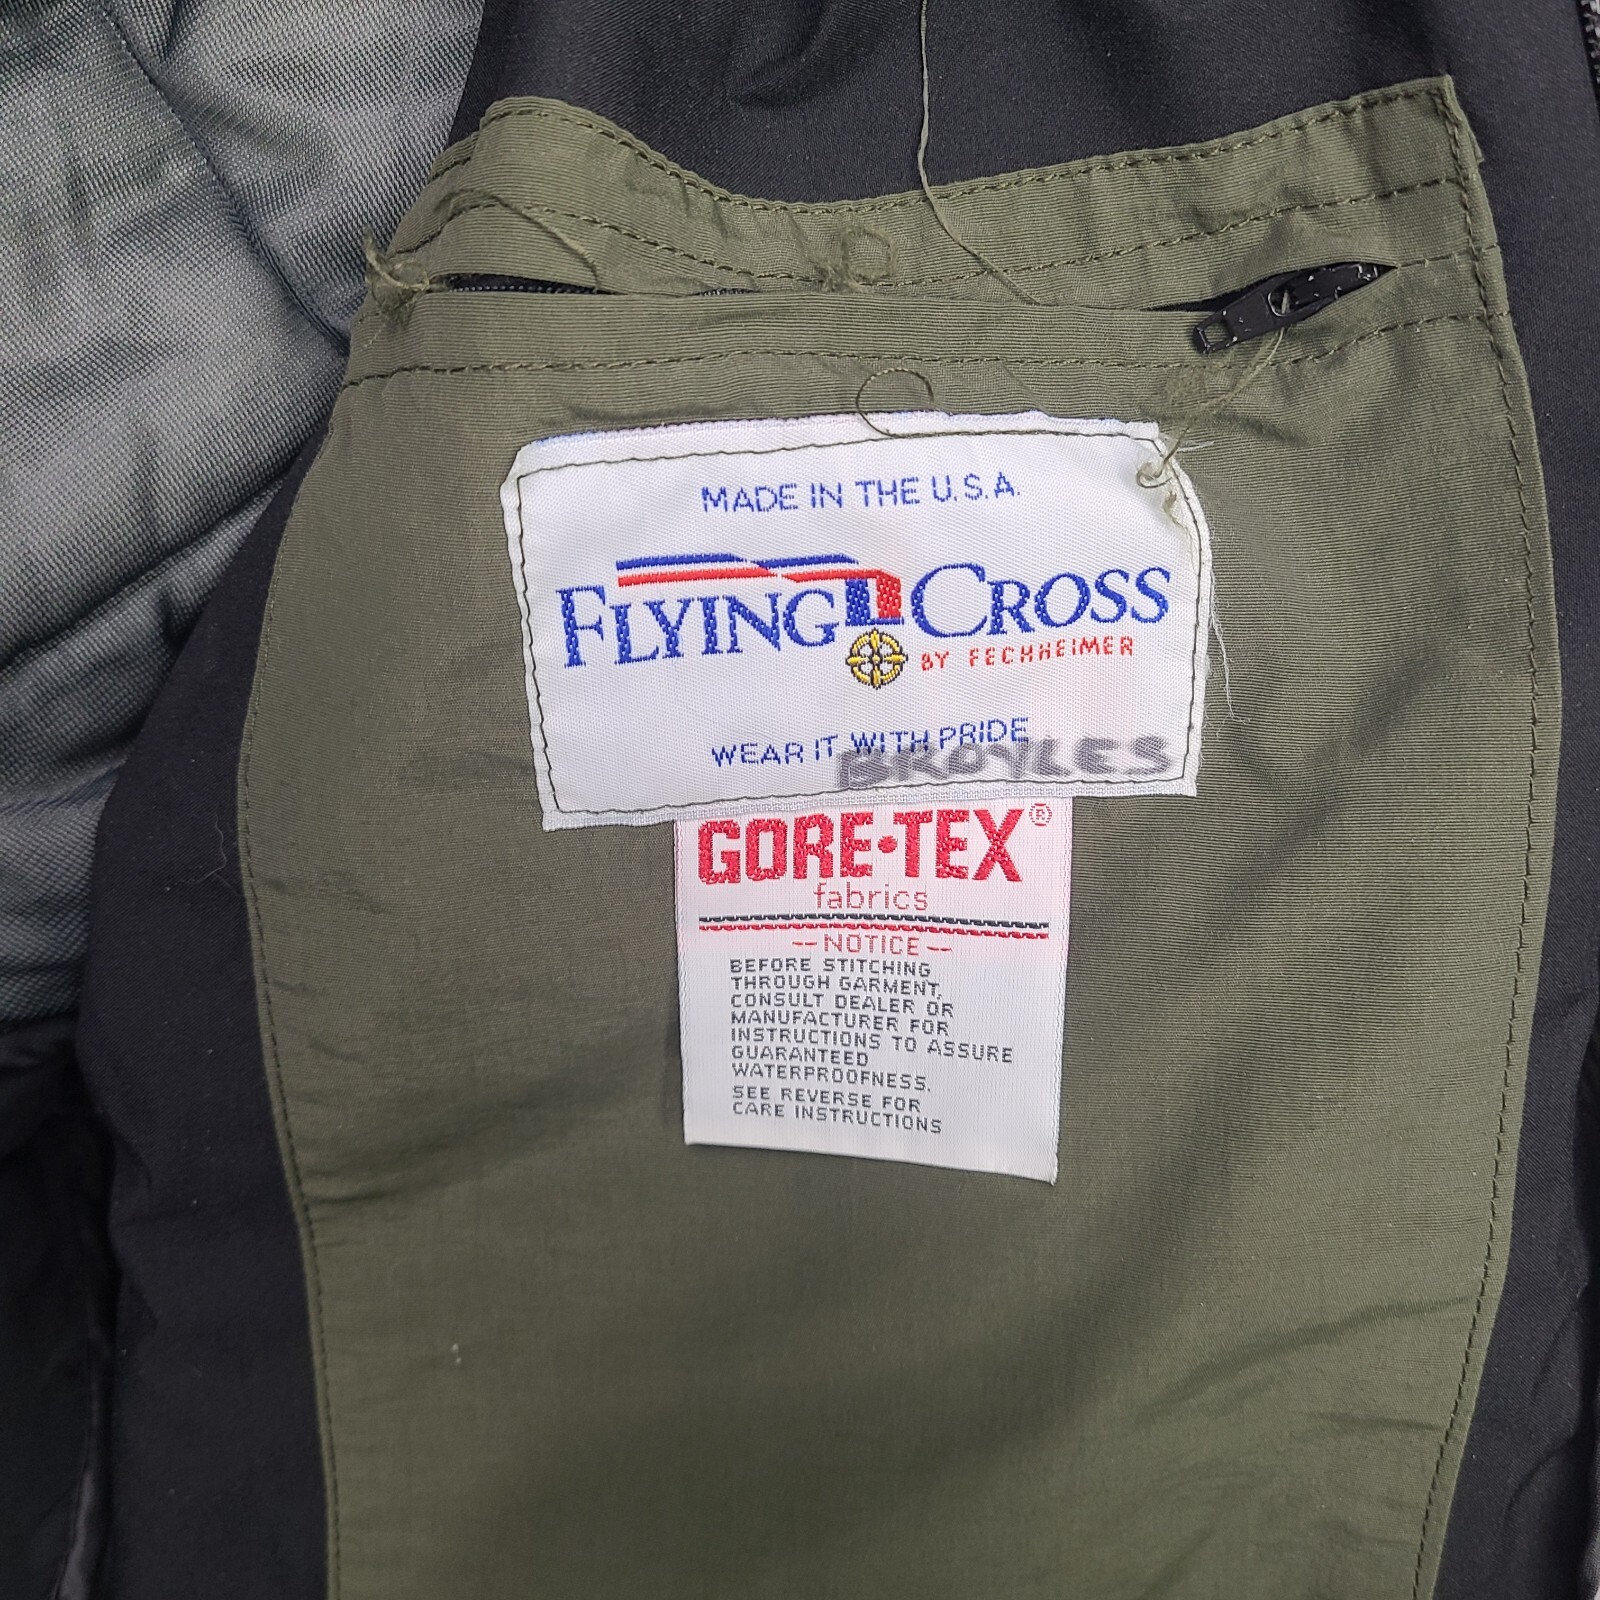 MADE IN THE U.S.A.
FLYING CROSS
BY FECHHEIMER
WEAR IT WITH PRIDE
BROYLES
GORE-TEX®
fabrics
--NOTICE--
BEFORE STITCHING
THROUGH GARMENT,
CONSULT DEALER OR
MANUFACTURER FOR
INSTRUCTIONS TO ASSURE
GUARANTEED
WATERPROOFNESS.
SEE REVERSE FOR
CARE INSTRUCTIONS